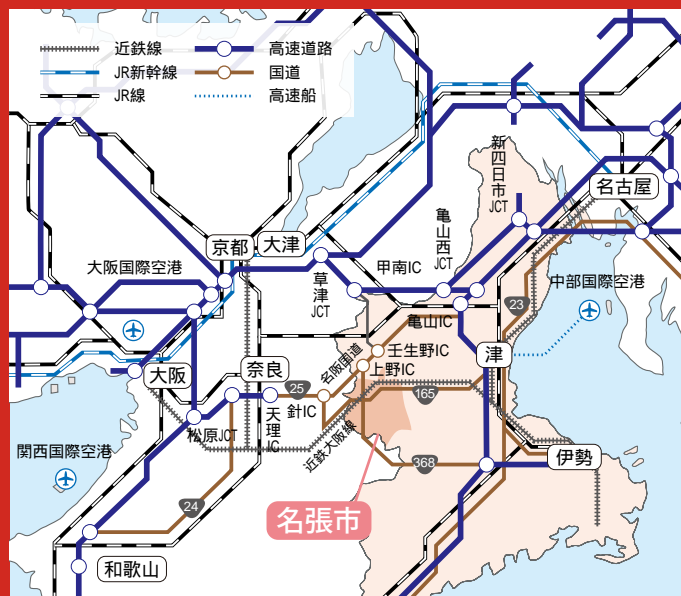 近鉄線
高速道路
JR新幹線
国道
JR線
高速船
新四日市JCT
名古屋
京都
大津
亀山西JCT
大阪国際空港
草津JCT
甲南IC
中部国際空港
23
亀山IC
名阪国道
壬生野IC
津
上野IC
大阪
奈良
25
針IC
165
天理IC
松原JCT
近鉄大阪線
関西国際空港
368
伊勢
24
名張市
和歌山